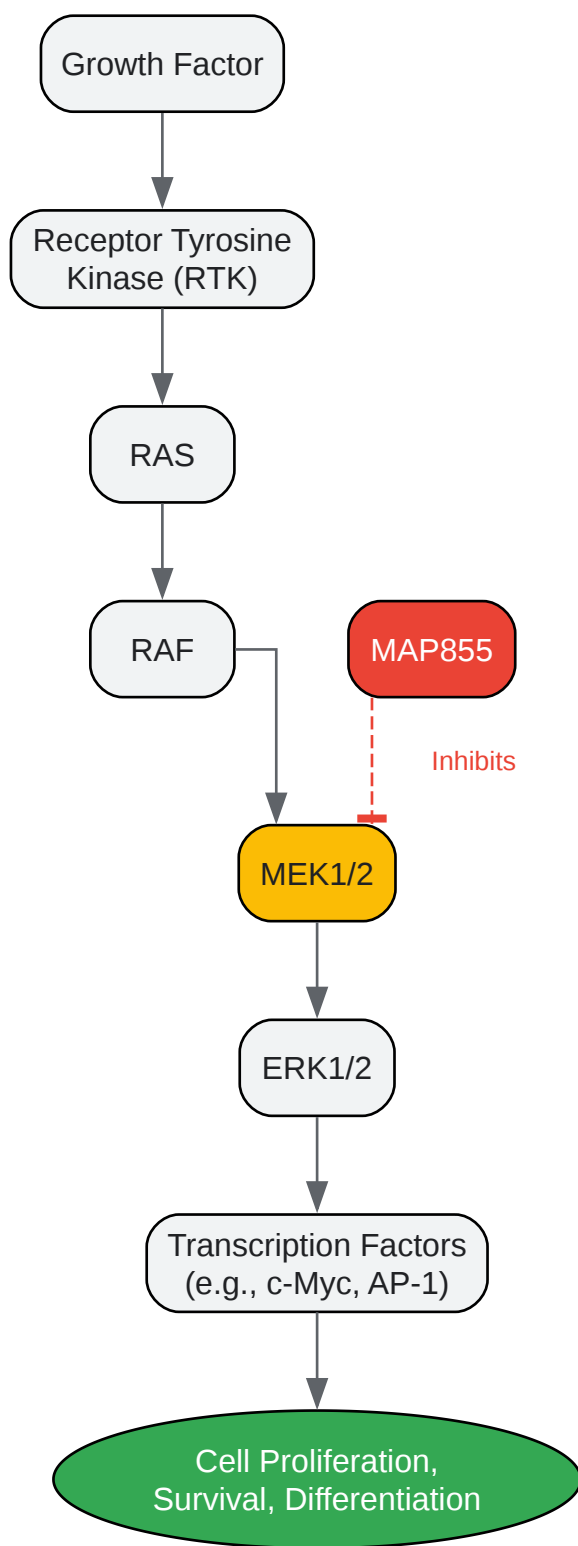 Growth Factor
Receptor Tyrosine
Kinase (RTK)
RAS
RAF
MAP855
Inhibits
MEK1/2
ERK1/2
Transcription Factors
(e.g., c-Myc, AP-1)
Cell Proliferation,
Survival, Differentiation